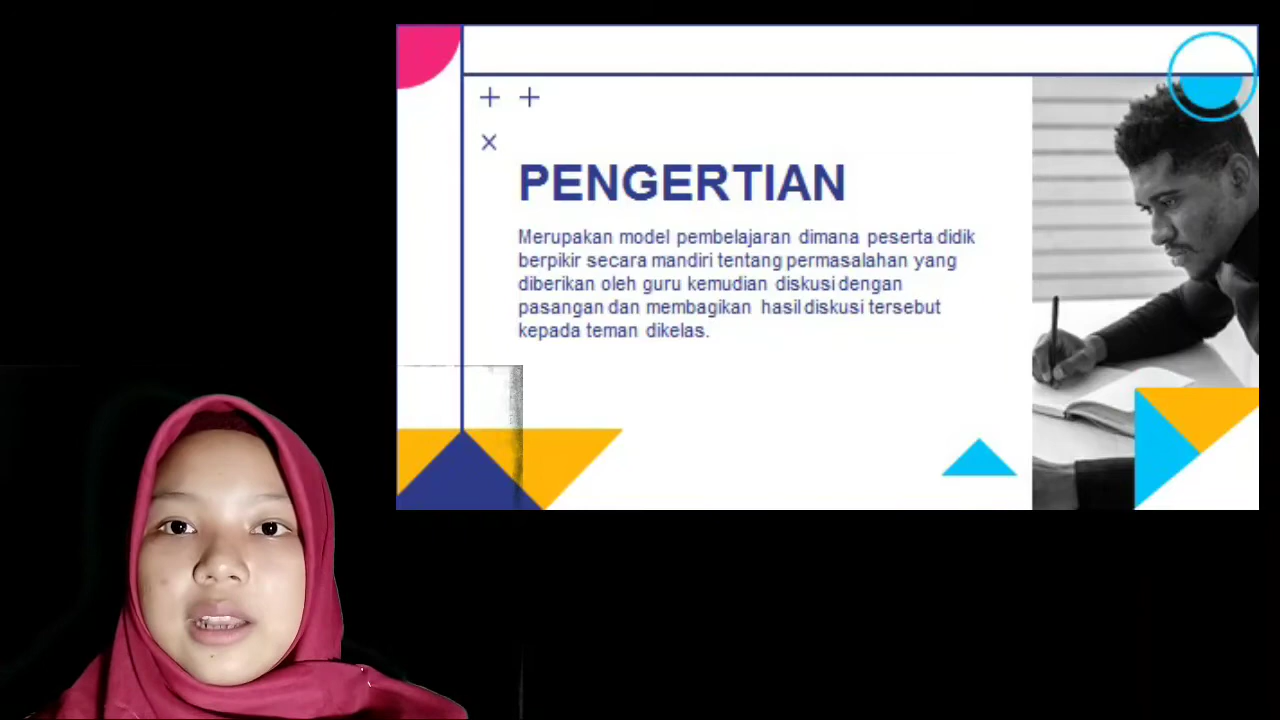 PENGERTIAN
Merupakan model pembelajaran dimana peserta didik
berpikir secara mandiri tentang permasalahan yang
diberikan oleh guru kemudian diskusi dengan
pasangan dan membagikan hasil diskusi tersebut
kepada teman dikelas.